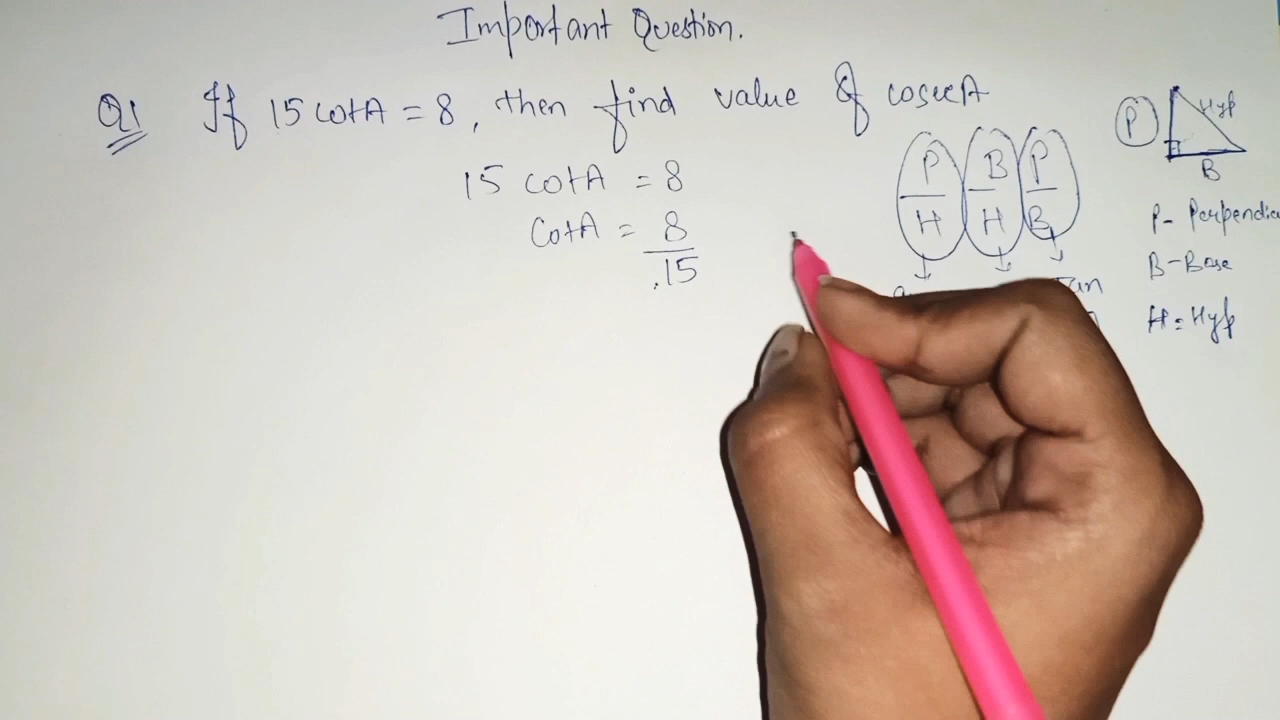 Important Question.
Q1 If 15 cotA = 8, then find value of cosecA
15 cotA = 8
CotA = 8
15
P B P
H H B
Tan
P Hyp
B
P- Perpendic
B-Base
H = Hyp